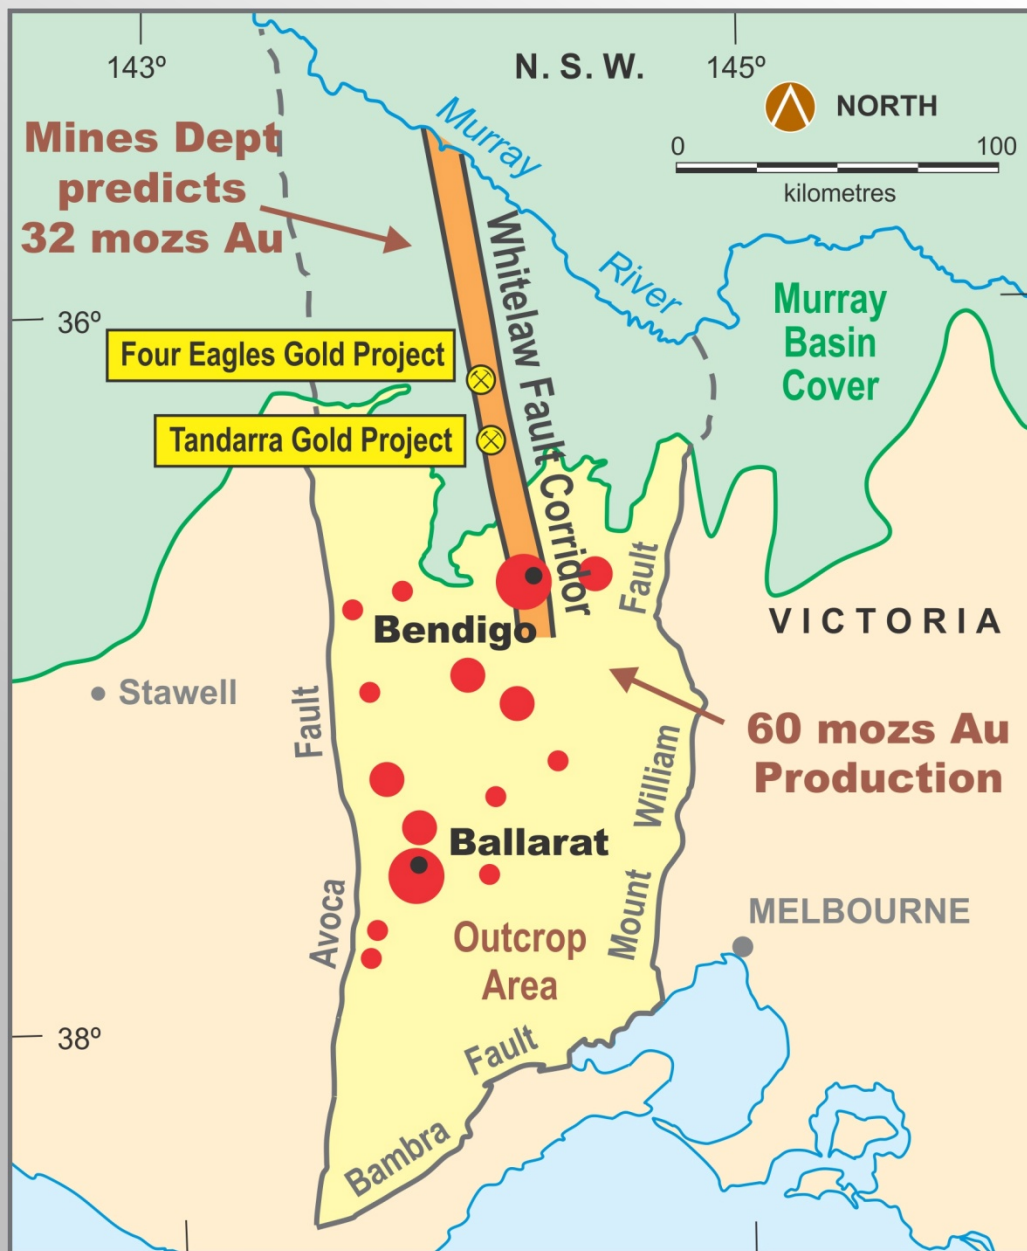 143º
N. S. W.
145º
NORTH
0
100
kilometres
Murray
River
Mines Dept
predicts
32 mozs Au
Whitelaw Fault Corridor
36º
Murray
Basin
Cover
Four Eagles Gold Project
Tandarra Gold Project
Fault
VICTORIA
Bendigo
Stawell
Fault
60 mozs Au
Production
William
Ballarat
Mount
Avoca
MELBOURNE
Outcrop
Area
38º
Fault
Bambra